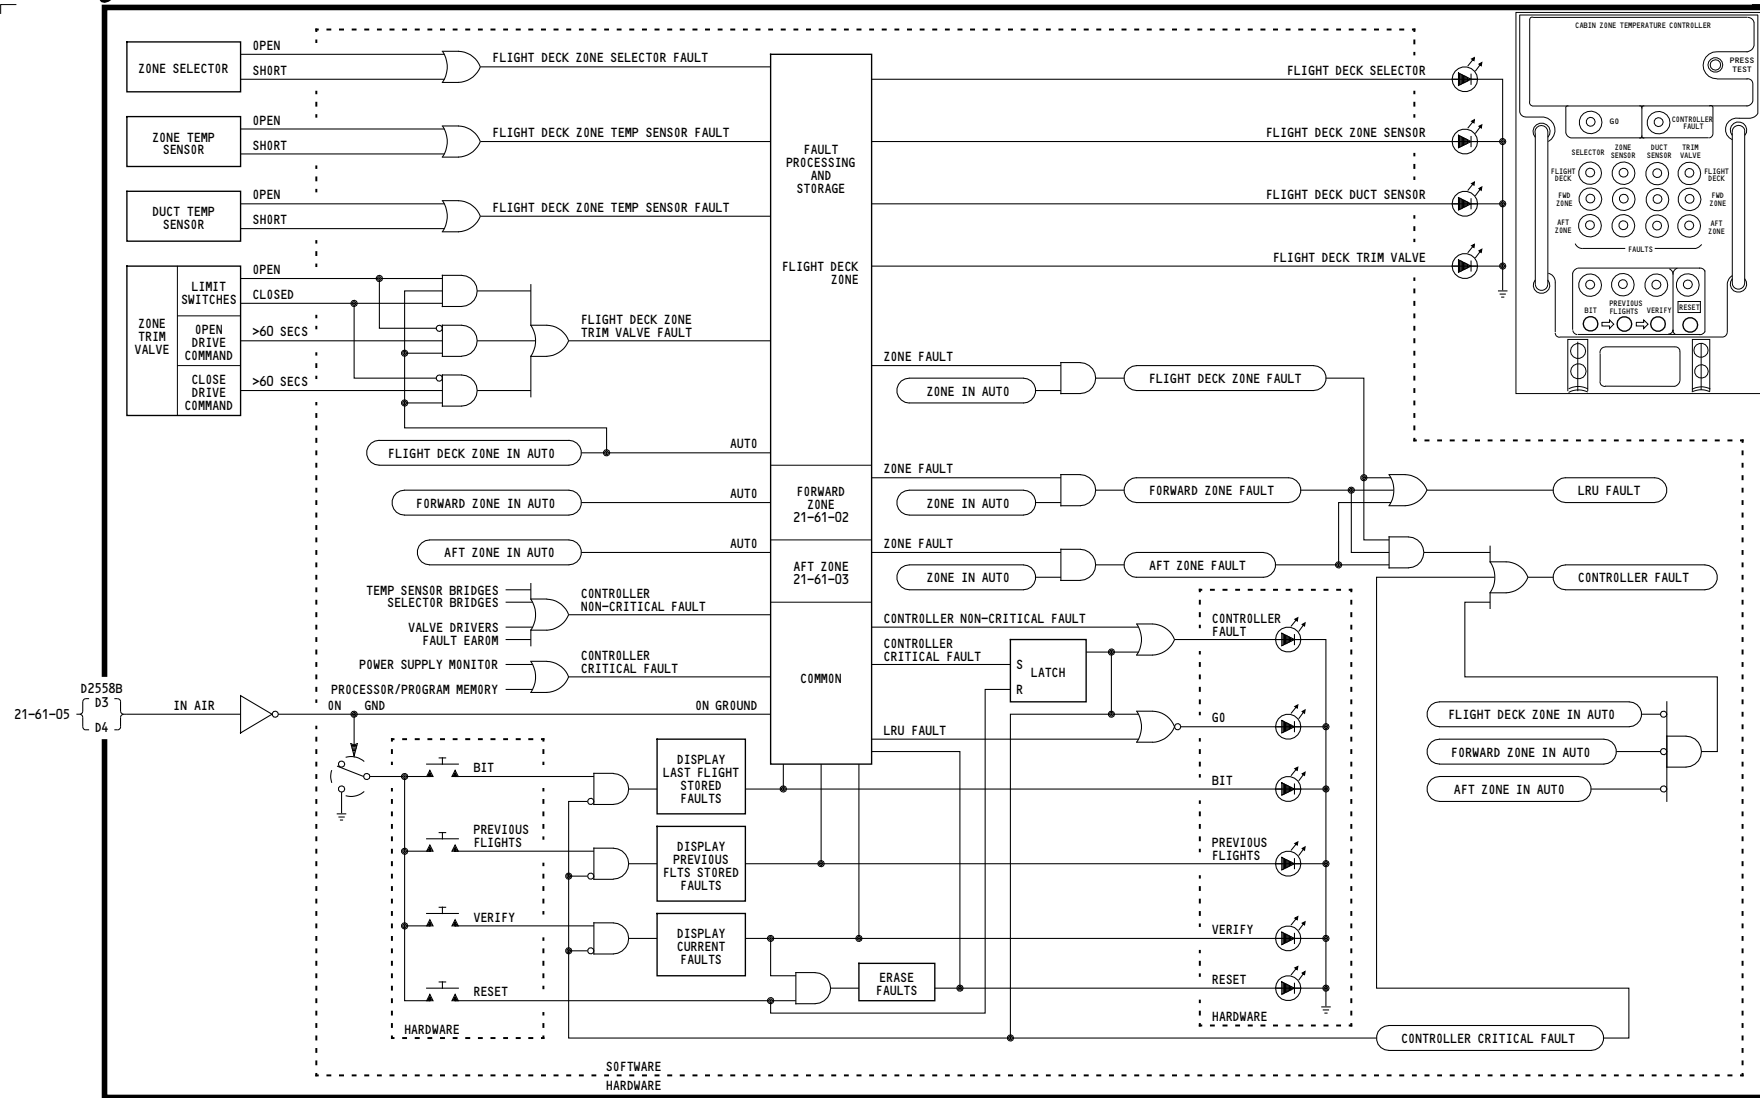 CABIN ZONE TEMPERATURE CONTROLLER
PRESS
TEST
GO
CONTROLLER
FAULT
SELECTOR
ZONE
SENSOR
DUCT
SENSOR
TRIM
VALVE
FLIGHT
DECK
FLIGHT
DECK
FWD
ZONE
FWD
ZONE
AFT
ZONE
AFT
ZONE
FAULTS
BIT
PREVIOUS
FLIGHTS
VERIFY
RESET
ZONE SELECTOR
OPEN
SHORT
FLIGHT DECK ZONE SELECTOR FAULT
ZONE TEMP
SENSOR
OPEN
SHORT
FLIGHT DECK ZONE TEMP SENSOR FAULT
DUCT TEMP
SENSOR
OPEN
SHORT
FLIGHT DECK ZONE TEMP SENSOR FAULT
ZONE
TRIM
VALVE
LIMIT
SWITCHES
OPEN
DRIVE
COMMAND
CLOSE
DRIVE
COMMAND
OPEN
CLOSED
>60 SECS
>60 SECS
FLIGHT DECK ZONE
TRIM VALVE FAULT
FLIGHT DECK ZONE IN AUTO
AUTO
FORWARD ZONE IN AUTO
AUTO
AFT ZONE IN AUTO
AUTO
TEMP SENSOR BRIDGES
SELECTOR BRIDGES
VALVE DRIVERS
FAULT EAROM
CONTROLLER
NON-CRITICAL FAULT
POWER SUPPLY MONITOR
PROCESSOR/PROGRAM MEMORY
CONTROLLER
CRITICAL FAULT
D2558B
21-61-05
D3
D4
IN AIR
ON GND
ON GROUND
FAULT
PROCESSING
AND
STORAGE
FLIGHT DECK
ZONE
FORWARD
ZONE
21-61-02
AFT ZONE
21-61-03
COMMON
FLIGHT DECK SELECTOR
FLIGHT DECK ZONE SENSOR
FLIGHT DECK DUCT SENSOR
FLIGHT DECK TRIM VALVE
ZONE FAULT
ZONE IN AUTO
FLIGHT DECK ZONE FAULT
ZONE FAULT
ZONE IN AUTO
FORWARD ZONE FAULT
ZONE FAULT
ZONE IN AUTO
AFT ZONE FAULT
LRU FAULT
CONTROLLER FAULT
CONTROLLER NON-CRITICAL FAULT
CONTROLLER
CRITICAL FAULT
S
R
LATCH
LRU FAULT
CONTROLLER
FAULT
GO
BIT
PREVIOUS
FLIGHTS
VERIFY
RESET
HARDWARE
FLIGHT DECK ZONE IN AUTO
FORWARD ZONE IN AUTO
AFT ZONE IN AUTO
BIT
PREVIOUS
FLIGHTS
VERIFY
RESET
HARDWARE
DISPLAY
LAST FLIGHT
STORED
FAULTS
DISPLAY
PREVIOUS
FLTS STORED
FAULTS
DISPLAY
CURRENT
FAULTS
ERASE
FAULTS
CONTROLLER CRITICAL FAULT
SOFTWARE
HARDWARE